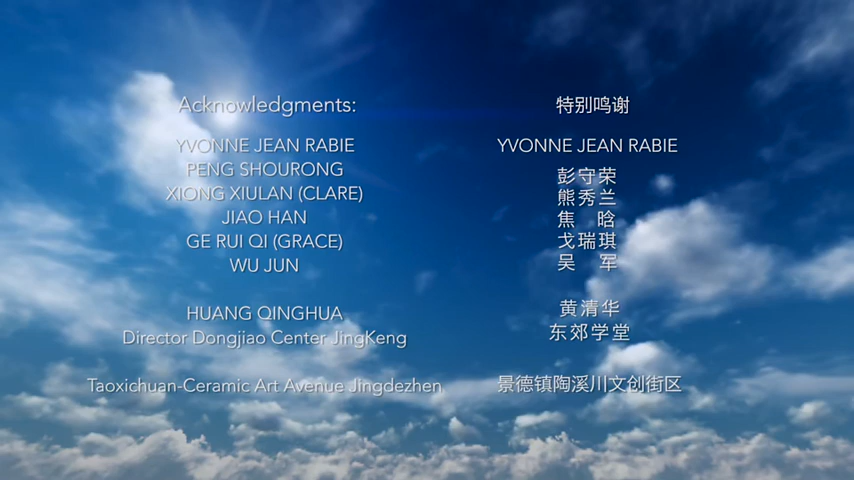 Acknowledgments:
YVONNE JEAN RABIE
PENG SHOURONG
XIONG XIULAN (CLARE)
JIAO HAN
GE RUI QI (GRACE)
WU JUN
HUANG QINGHUA
Director Dongjiao Center JingKeng
Taoxichuan-Ceramic Art Avenue Jingdezhen
特别鸣谢
YVONNE JEAN RABIE
彭守荣
熊秀兰
焦 晗
戈瑞琪
吴 军
黄清华
东郊学堂
景德镇陶溪川文创街区